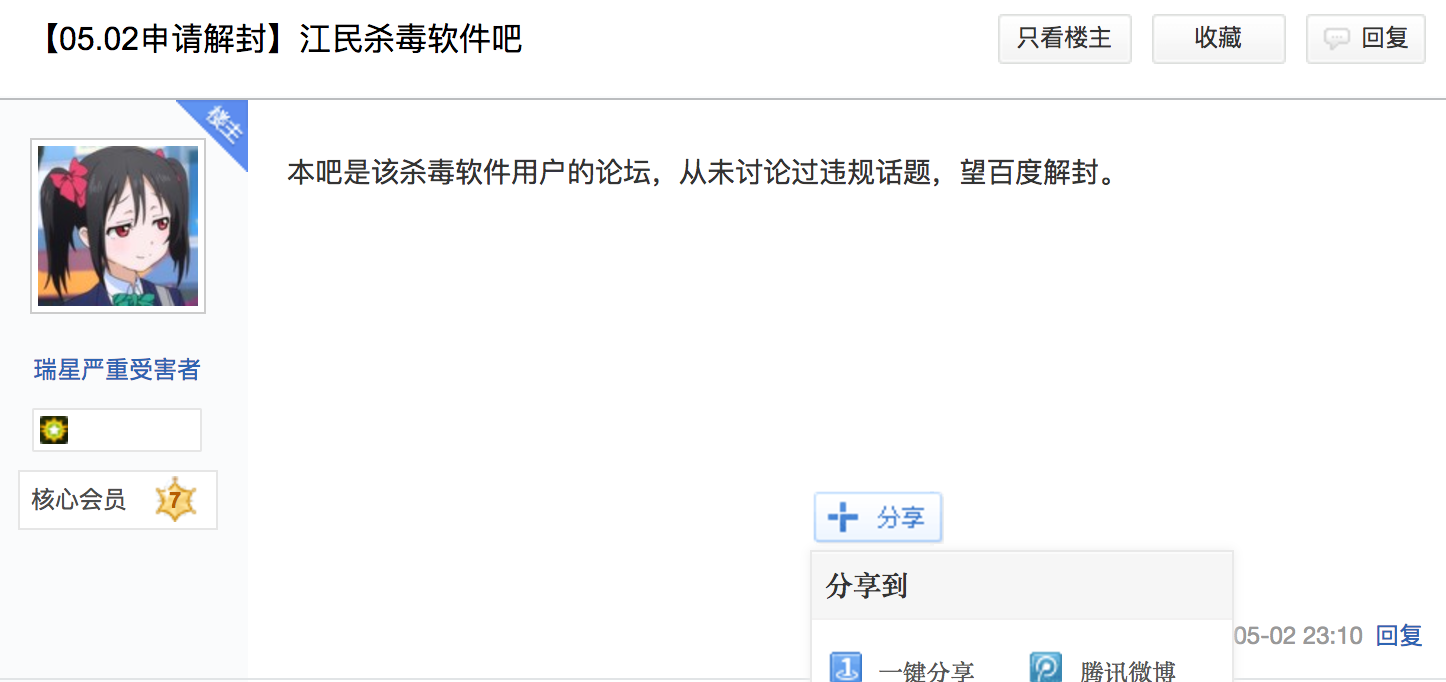 【05.02申请解封】江民杀毒软件吧
只看楼主
收藏
回复
楼主
本吧是该杀毒软件用户的论坛，从未讨论过违规话题，望百度解封。
瑞星严重受害者
核心会员
7
分享
分享到
05-02 23:10 回复
1 一键分享
腾讯微博